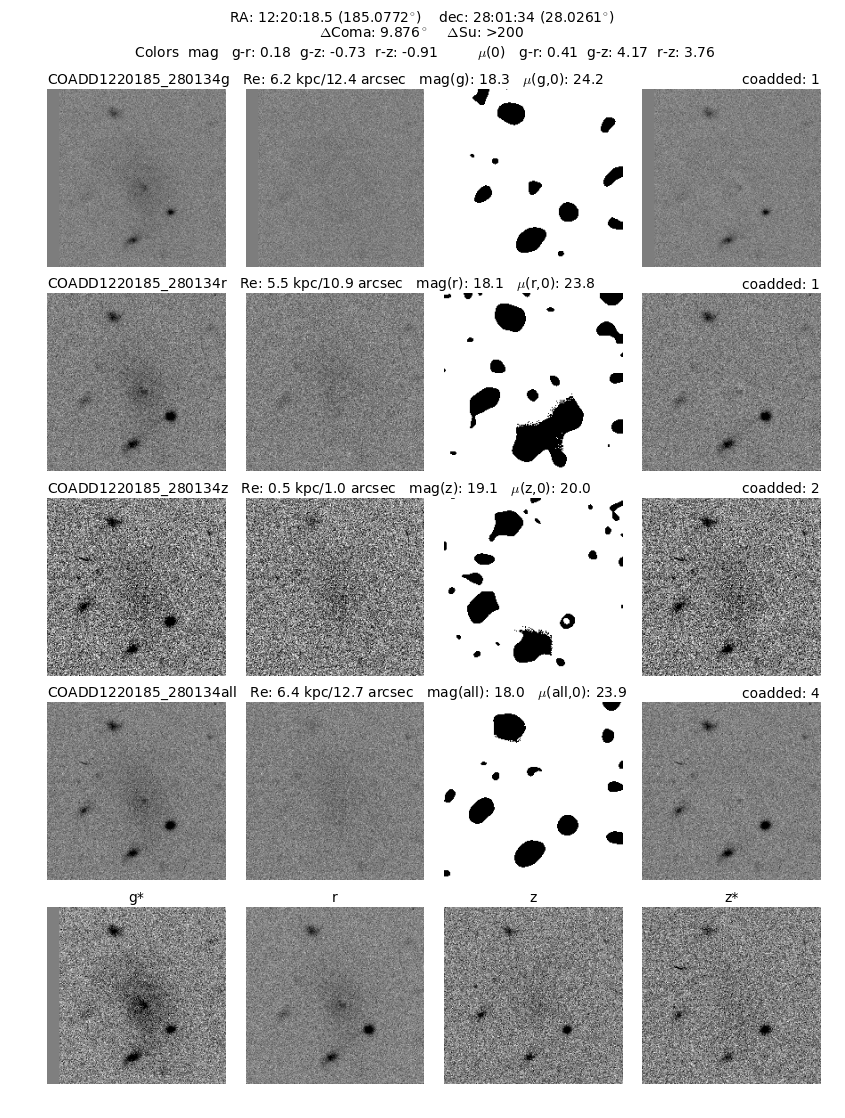 RA: 12:20:18.5 (185.0772°) dec: 28:01:34 (28.0261°)
ΔComa: 9.876° ΔSu: >200
Colors mag g-r: 0.18 g-z: -0.73 r-z: -0.91 μ(0) g-r: 0.41 g-z: 4.17 r-z: 3.76
COADD1220185_280134g Re: 6.2 kpc/12.4 arcsec mag(g): 18.3 μ(g,0): 24.2 coadded: 1
COADD1220185_280134r Re: 5.5 kpc/10.9 arcsec mag(r): 18.1 μ(r,0): 23.8 coadded: 1
COADD1220185_280134z Re: 0.5 kpc/1.0 arcsec mag(z): 19.1 μ(z,0): 20.0 coadded: 2
COADD1220185_280134all Re: 6.4 kpc/12.7 arcsec mag(all): 18.0 μ(all,0): 23.9 coadded: 4
g* r z z*